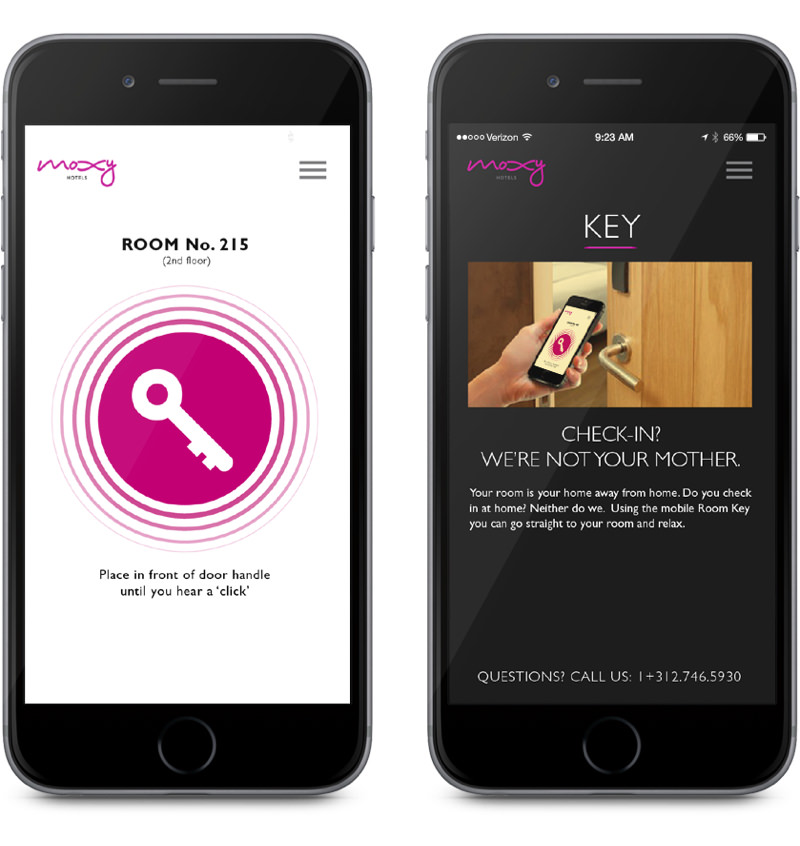 moxy
HOTELS
ROOM No. 215
(2nd floor)
Place in front of door handle
until you hear a ‘click’
Verizon
9:23 AM
66%
moxy
HOTELS
KEY
CHECK-IN?
WE'RE NOT YOUR MOTHER.
Your room is your home away from home. Do you check
in at home? Neither do we. Using the mobile Room Key
you can go straight to your room and relax.
QUESTIONS? CALL US: 1+312.746.5930